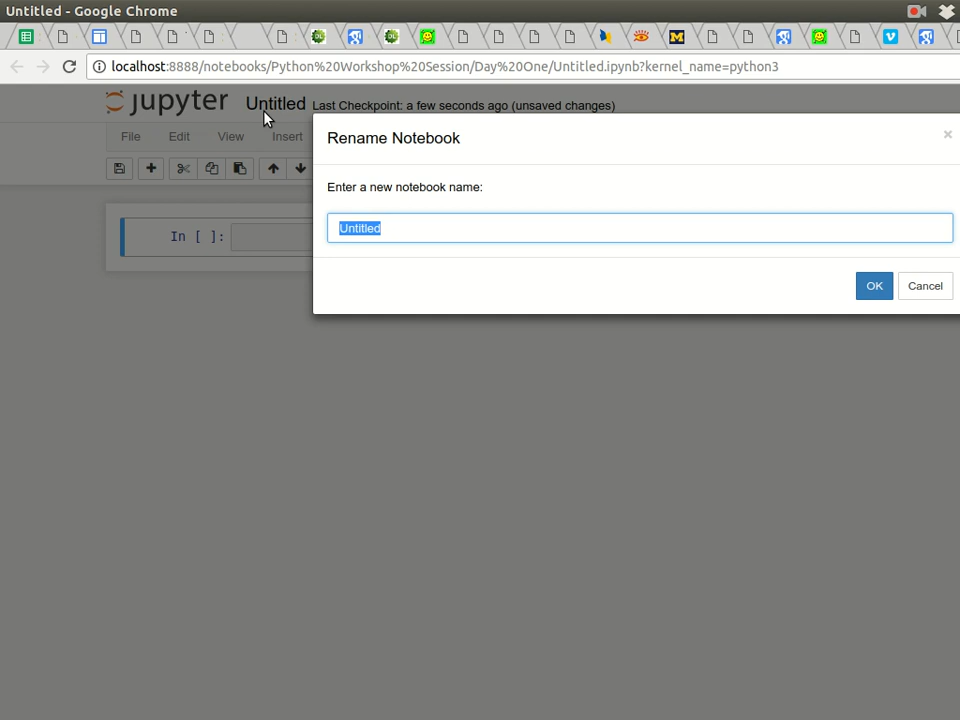 Untitled - Google Chrome
localhost:8888/notebooks/Python%20Workshop%20Session/Day%20One/Untitled.ipynb?kernel_name=python3
jupyter Untitled Last Checkpoint: a few seconds ago (unsaved changes)
File Edit View Insert
Rename Notebook ×
Enter a new notebook name:
Untitled
In [ ]:
OK Cancel